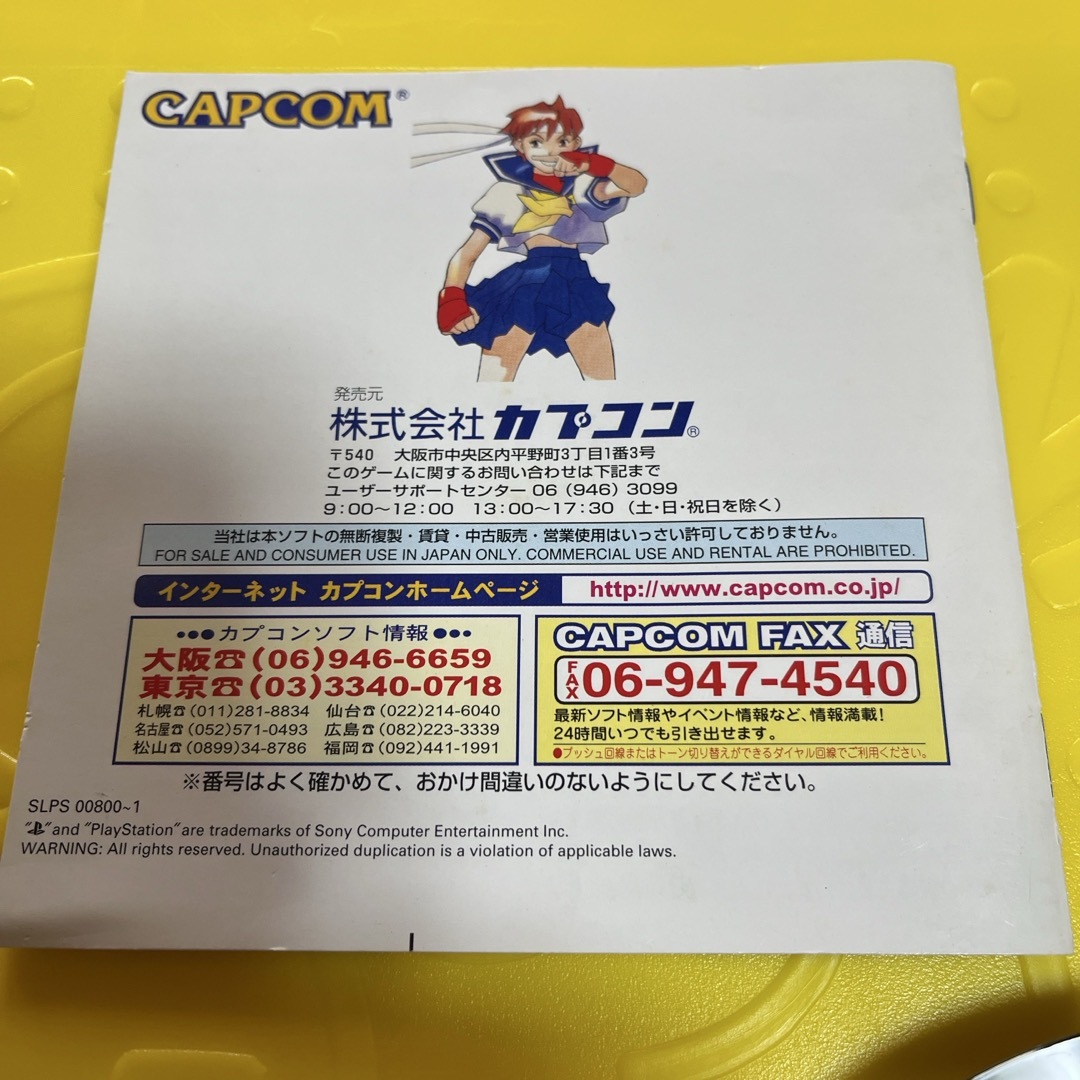 CAPCOM®
発売元
株式会社カプコン®
〒540 大阪市中央区内平野町3丁目1番3号
このゲームに関するお問い合わせは下記まで
ユーザーサポートセンター 06(946)3099
9:00～12:00 13:00～17:30(土・日・祝日を除く)
当社は本ソフトの無断複製・賃貸・中古販売・営業使用はいっさい許可しておりません。
FOR SALE AND CONSUMER USE IN JAPAN ONLY. COMMERCIAL USE AND RENTAL ARE PROHIBITED.
インターネット カプコンホームページ http://www.capcom.co.jp/
●●●カプコンソフト情報●●●
大阪☎(06)946-6659
東京☎(03)3340-0718
札幌☎(011)281-8834 仙台☎(022)214-6040
名古屋☎(052)571-0493 広島☎(082)223-3339
松山☎(0899)34-8786 福岡☎(092)441-1991
CAPCOM FAX 通信
FAX 06-947-4540
最新ソフト情報やイベント情報など、情報満載!
24時間いつでも引き出せます。
●プッシュ回線またはトーン切り替えができるダイヤル回線でご利用ください。
※番号はよく確かめて、おかけ間違いのないようにしてください。
SLPS 00800~1
"PS" and "PlayStation" are trademarks of Sony Computer Entertainment Inc.
WARNING: All rights reserved. Unauthorized duplication is a violation of applicable laws.